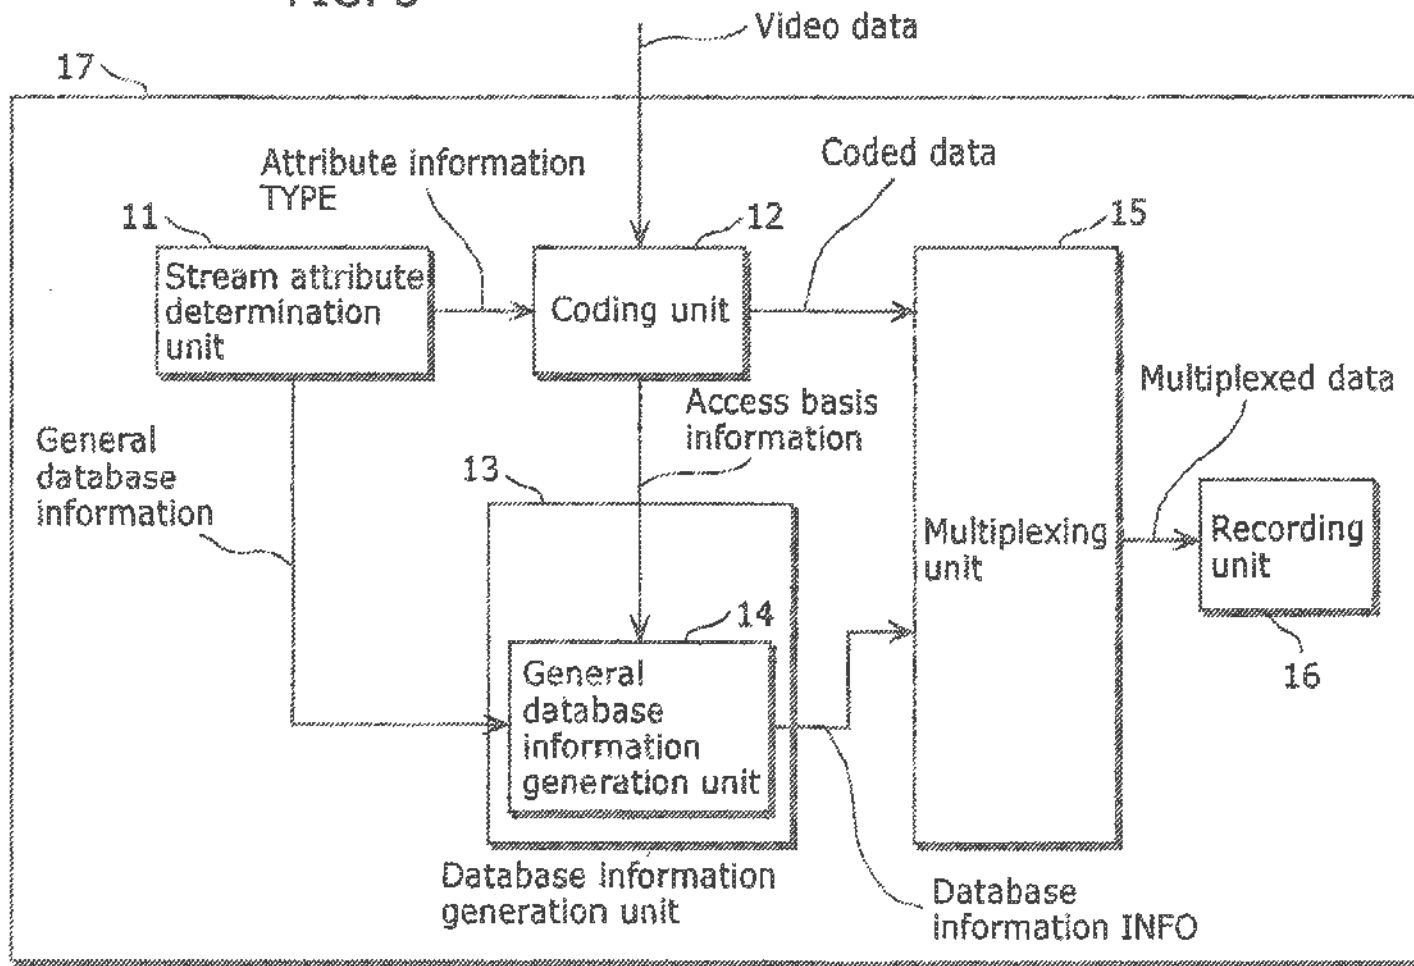 Video data
17
Attribute information
TYPE
Coded data
11
12
15
Stream attribute
determination
unit
Coding unit
Multiplexed data
Access basis
information
General
database
information
13
Multiplexing
unit
Recording
unit
14
16
General
database
information
generation unit
Database information
generation unit
Database
information INFO